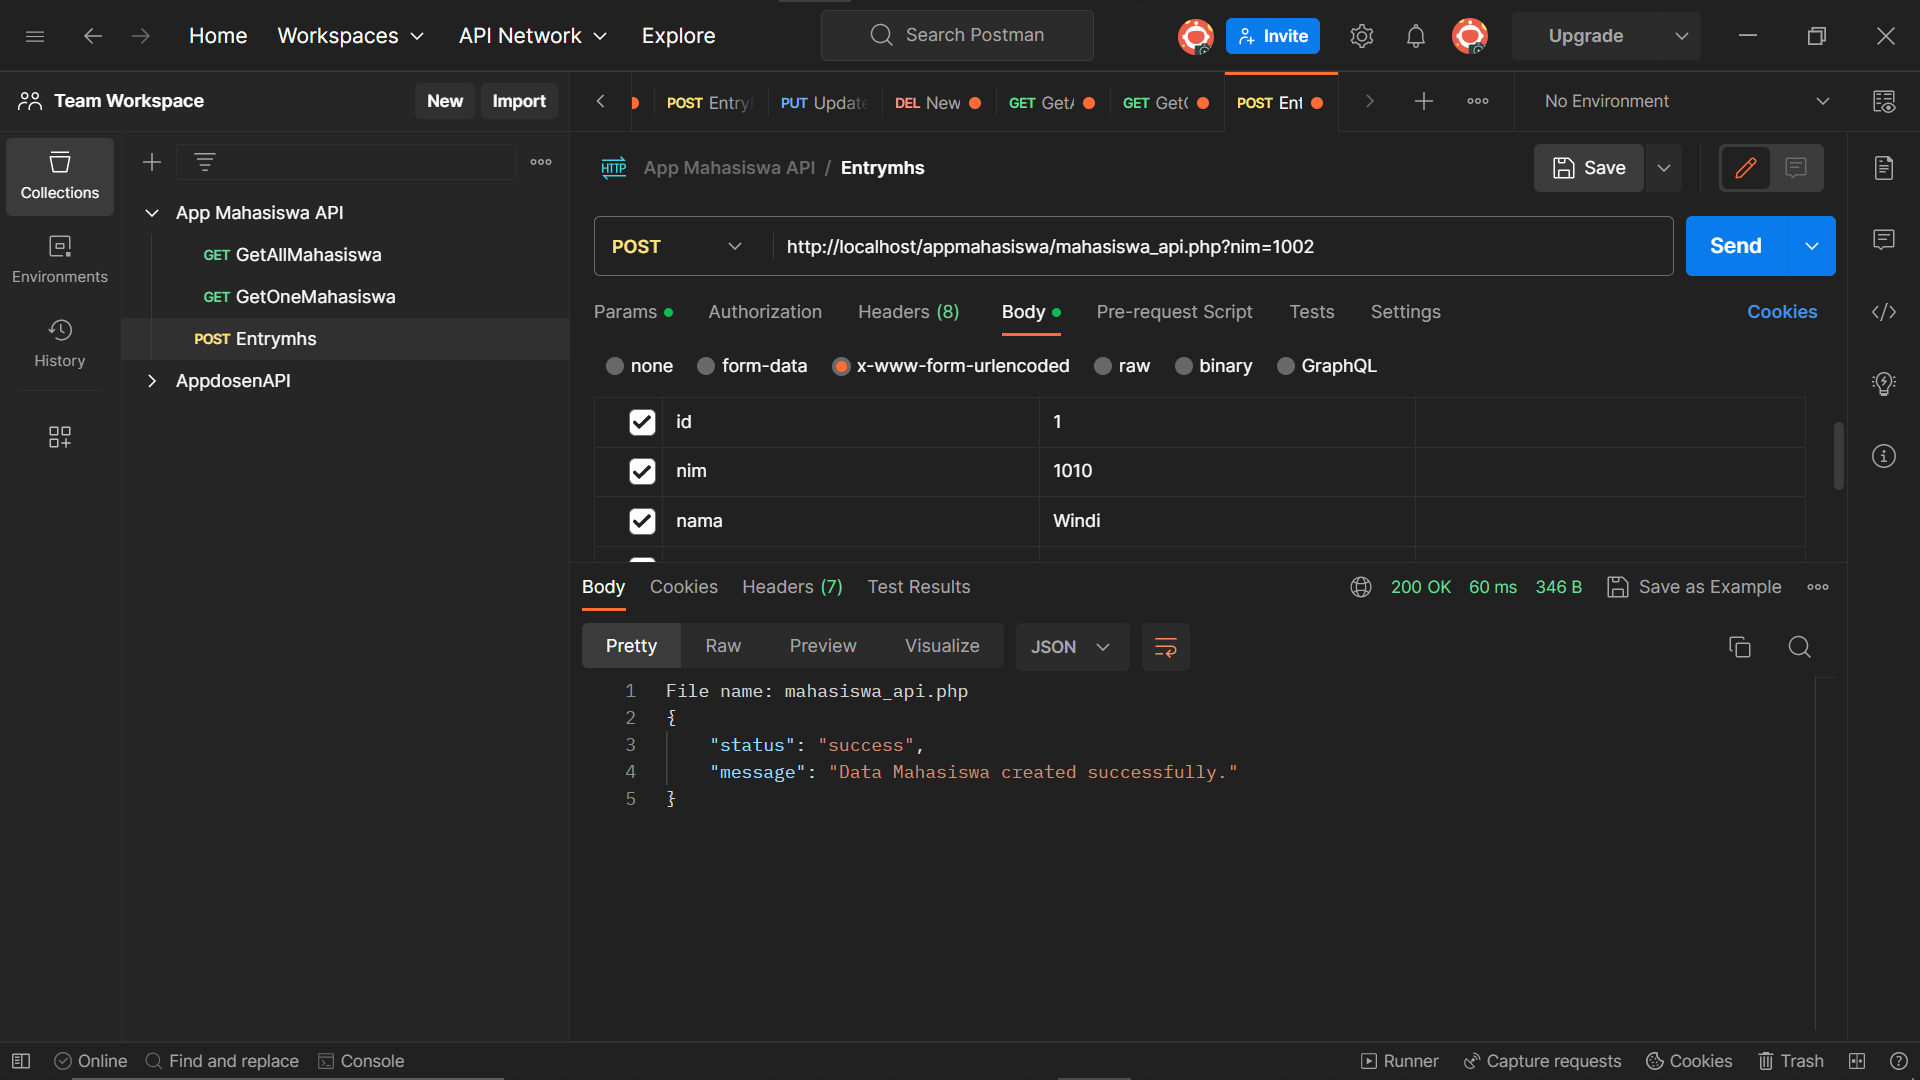 Home Workspaces API Network Explore Search Postman Invite Upgrade
Team Workspace New Import
POST Entry PUT Update DEL New GET GetA GET GetO POST Ent No Environment
Collections
Environments
History
App Mahasiswa API
GET GetAllMahasiswa
GET GetOneMahasiswa
POST Entrymhs
AppdosenAPI
HTTP App Mahasiswa API / Entrymhs Save
POST http://localhost/appmahasiswa/mahasiswa_api.php?nim=1002 Send
Params Authorization Headers (8) Body Pre-request Script Tests Settings Cookies
none form-data x-www-form-urlencoded raw binary GraphQL
id 1
nim 1010
nama Windi
Body Cookies Headers (7) Test Results 200 OK 60 ms 346 B Save as Example
Pretty Raw Preview Visualize JSON
1 File name: mahasiswa_api.php
2 {
3 "status": "success",
4 "message": "Data Mahasiswa created successfully."
5 }
Online Find and replace Console Runner Capture requests Cookies Trash